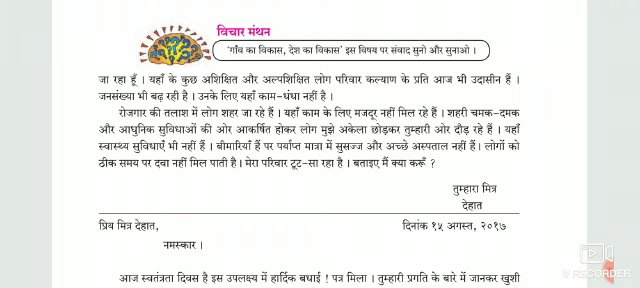 विचार मंथन
'गाँव का विकास, देश का विकास' इस विषय पर संवाद सुनो और सुनाओ ।
जा रहा हूँ । यहाँ के कुछ अशिक्षित और अल्पशिक्षित लोग परिवार कल्याण के प्रति आज भी उदासीन हैं ।
जनसंख्या भी बढ़ रही है । उनके लिए यहाँ काम-धंधा नहीं है ।
रोजगार की तलाश में लोग शहर जा रहे हैं । यहाँ काम के लिए मजदूर नहीं मिल रहे हैं । शहरी चमक-दमक
और आधुनिक सुविधाओं की ओर आकर्षित होकर लोग मुझे अकेला छोड़कर तुम्हारी ओर दौड़ रहे हैं । यहाँ
स्वास्थ्य सुविधाएँ भी नहीं हैं । बीमारियाँ हैं पर पर्याप्त मात्रा में सुसज्ज और अच्छे अस्पताल नहीं हैं। लोगों को
ठीक समय पर दवा नहीं मिल पाती है । मेरा परिवार टूट-सा रहा है । बताइए मैं क्या करूँ ?
तुम्हारा मित्र
देहात
प्रिय मित्र देहात, दिनांक १५ अगस्त, २०१७
नमस्कार ।
आज स्वतंत्रता दिवस है इस उपलक्ष्य में हार्दिक बधाई ! पत्र मिला । तुम्हारी प्रगति के बारे में जानकर खुशी
V RECORDER